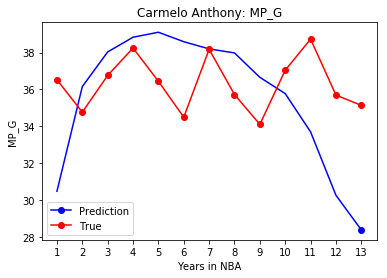 Carmelo Anthony: MP_G
MP_G
38
36
34
32
30
28
Prediction
True
1 2 3 4 5 6 7 8 9 10 11 12 13
Years in NBA